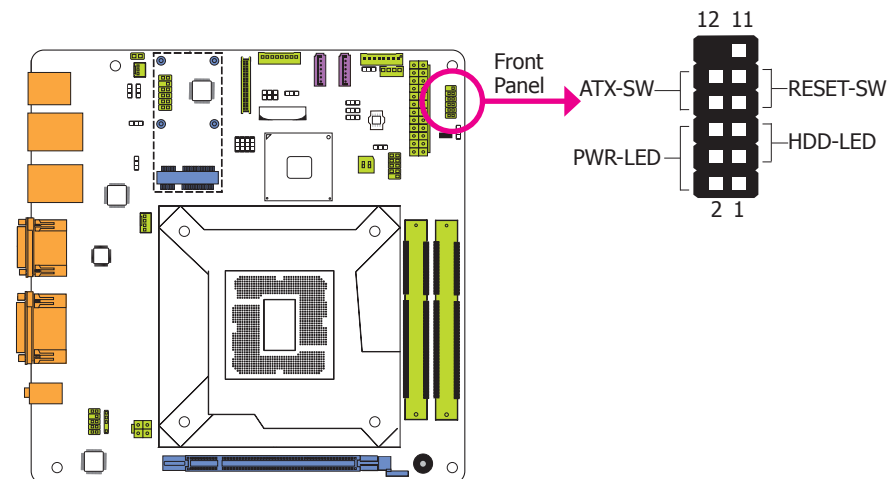 12 11
Front
Panel
ATX-SW
RESET-SW
HDD-LED
PWR-LED
2 1